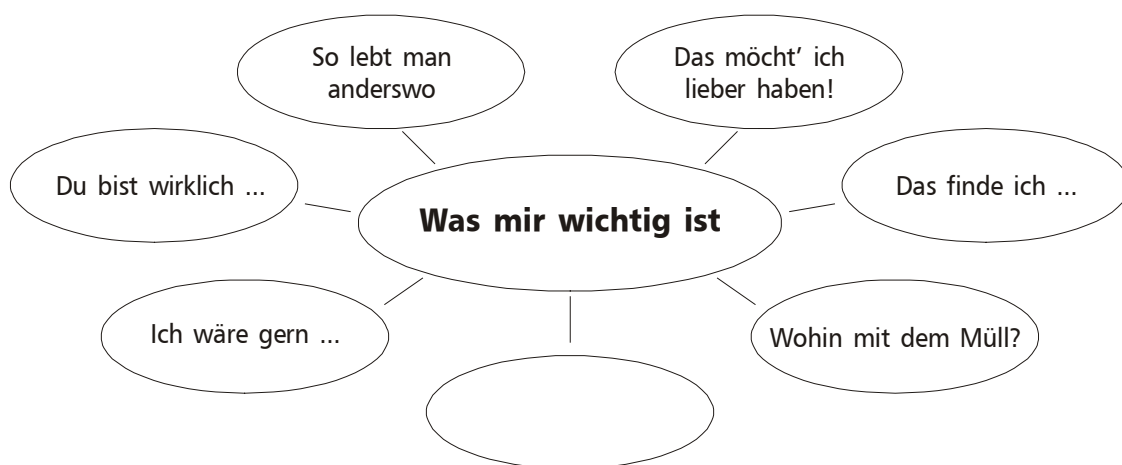 So lebt man
anderswo
Das möcht’ ich
lieber haben!
Du bist wirklich ...
Was mir wichtig ist
Das finde ich ...
Ich wäre gern ...
Wohin mit dem Müll?